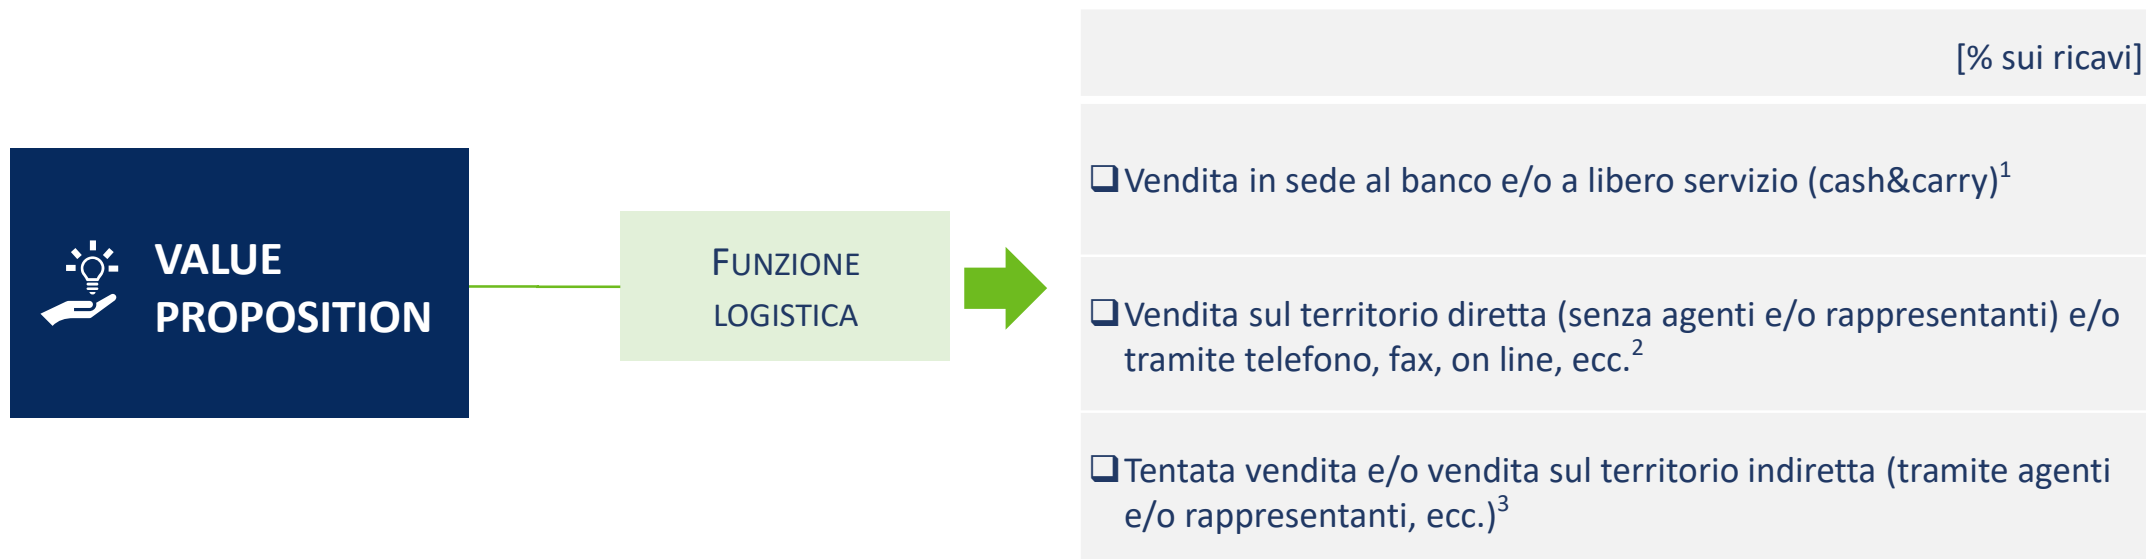 [% sui ricavi]
VALUE
PROPOSITION
FUNZIONE
LOGISTICA
❑Vendita in sede al banco e/o a libero servizio (cash&carry)¹
❑Vendita sul territorio diretta (senza agenti e/o rappresentanti) e/o
tramite telefono, fax, on line, ecc.²
❑Tentata vendita e/o vendita sul territorio indiretta (tramite agenti
e/o rappresentanti, ecc.)³